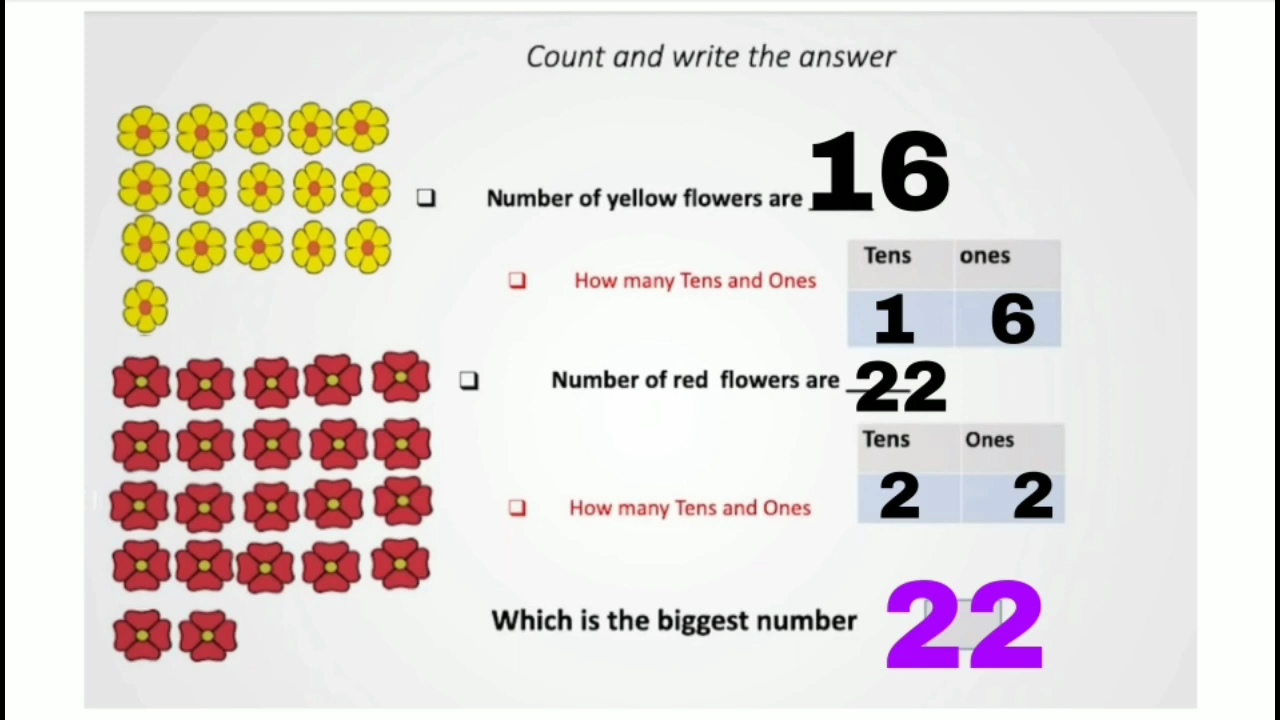 Count and write the answer
Number of yellow flowers are 16
Tens ones
How many Tens and Ones
1 6
Number of red flowers are 22
Tens Ones
How many Tens and Ones
2 2
Which is the biggest number 22